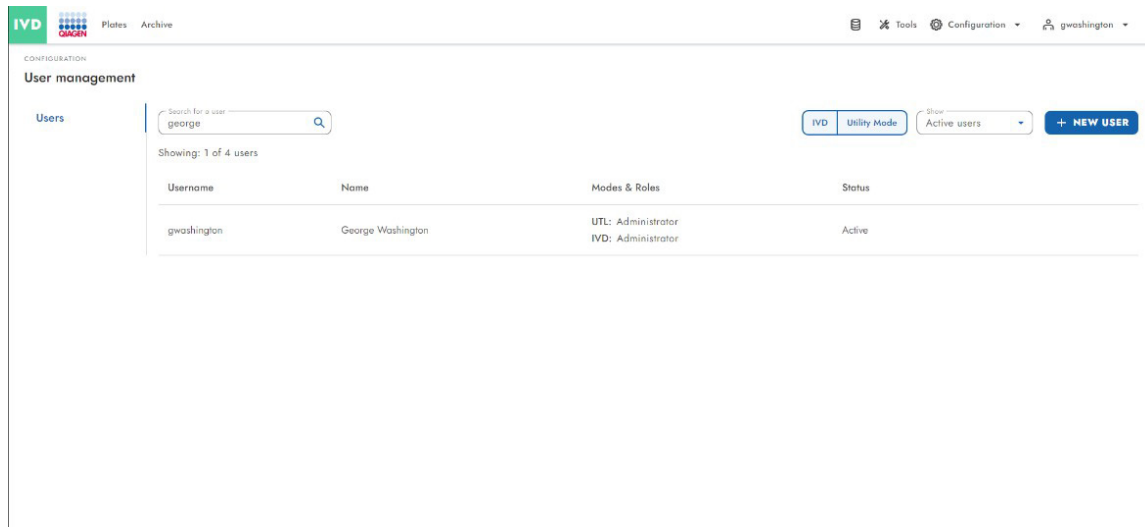 IVD QIAGEN Plates Archive Tools Configuration gwashington
CONFIGURATION
User management
Users
Search for a user
george
IVD Utility Mode
Show
Active users
+ NEW USER
Showing: 1 of 4 users
Username Name Modes & Roles Status
gwashington George Washington UTL: Administrator Active
IVD: Administrator